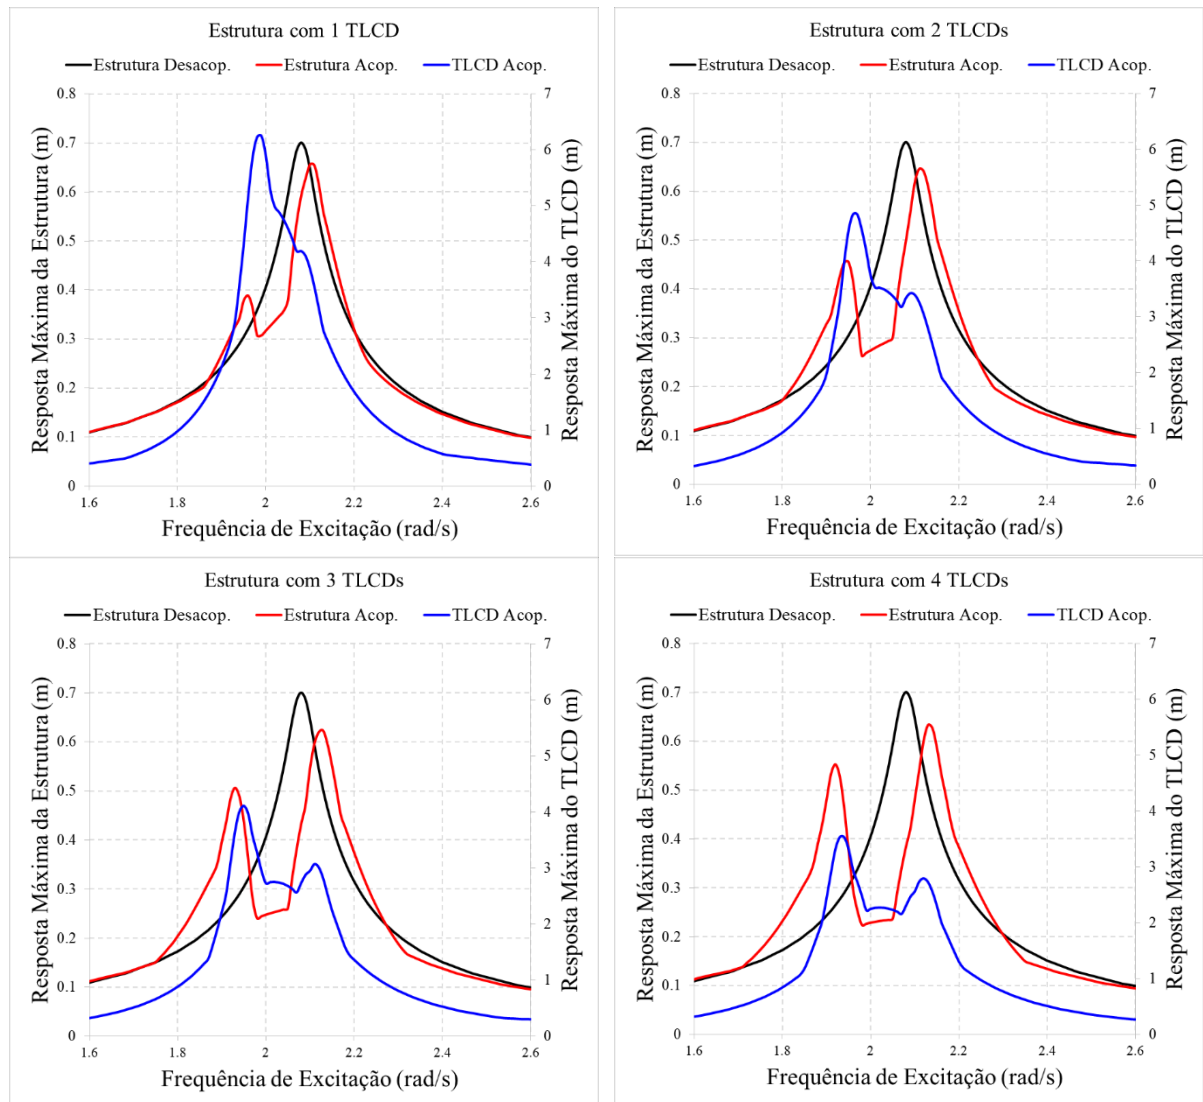 Estrutura com 1 TLCD
Estrutura Desacop. Estrutura Acop. TLCD Acop.
Resposta Máxima da Estrutura (m)
0.8
0.7
0.6
0.5
0.4
0.3
0.2
0.1
0
7
6
5
4
3
2
1
0
Resposta Máxima do TLCD (m)
1.6 1.8 2 2.2 2.4 2.6
Frequência de Excitação (rad/s)
Estrutura com 2 TLCDs
Estrutura Desacop. Estrutura Acop. TLCD Acop.
Resposta Máxima da Estrutura (m)
0.8
0.7
0.6
0.5
0.4
0.3
0.2
0.1
0
7
6
5
4
3
2
1
0
Resposta Máxima do TLCD (m)
1.6 1.8 2 2.2 2.4 2.6
Frequência de Excitação (rad/s)
Estrutura com 3 TLCDs
Estrutura Desacop. Estrutura Acop. TLCD Acop.
Resposta Máxima da Estrutura (m)
0.8
0.7
0.6
0.5
0.4
0.3
0.2
0.1
0
7
6
5
4
3
2
1
0
Resposta Máxima do TLCD (m)
1.6 1.8 2 2.2 2.4 2.6
Frequência de Excitação (rad/s)
Estrutura com 4 TLCDs
Estrutura Desacop. Estrutura Acop. TLCD Acop.
Resposta Máxima da Estrutura (m)
0.8
0.7
0.6
0.5
0.4
0.3
0.2
0.1
0
7
6
5
4
3
2
1
0
Resposta Máxima do TLCD (m)
1.6 1.8 2 2.2 2.4 2.6
Frequência de Excitação (rad/s)